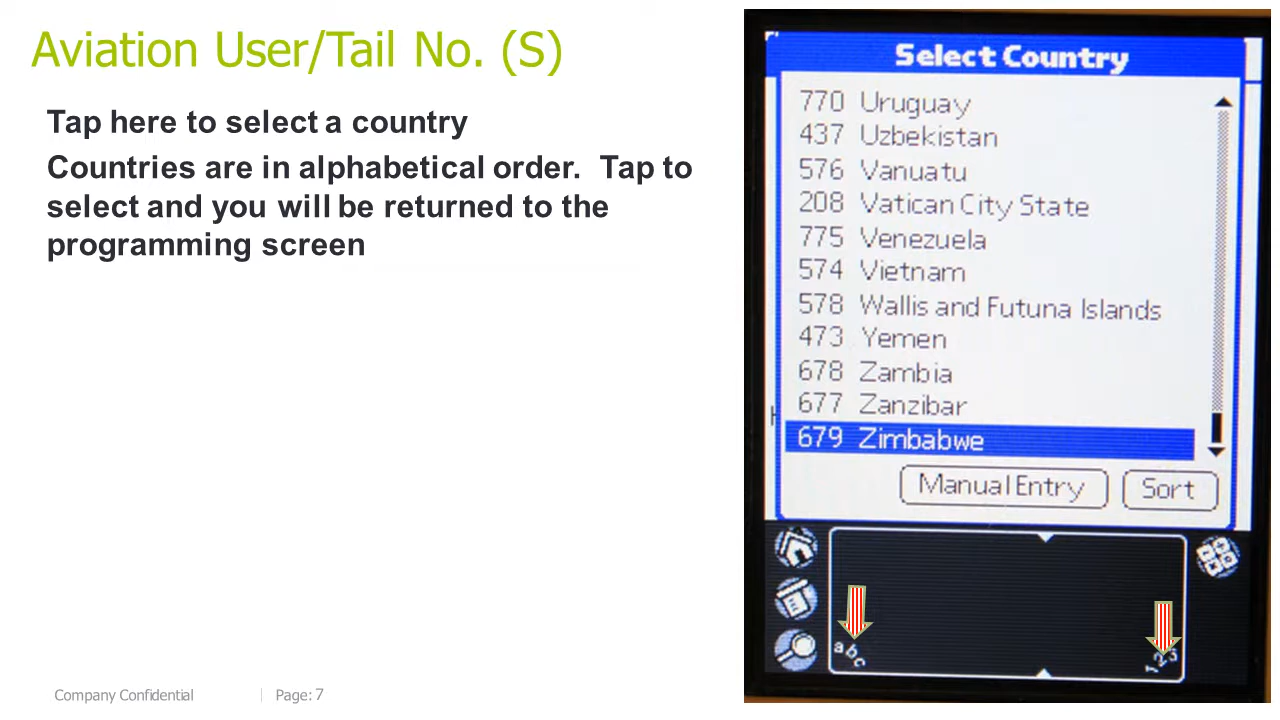 Aviation User/Tail No. (S)
Tap here to select a country
Countries are in alphabetical order. Tap to
select and you will be returned to the
programming screen
Select Country
770 Uruguay
437 Uzbekistan
576 Vanuatu
208 Vatican City State
775 Venezuela
574 Vietnam
578 Wallis and Futuna Islands
473 Yemen
678 Zambia
677 Zanzibar
679 Zimbabwe
Manual Entry
Sort
abc
123
Company Confidential
Page: 7